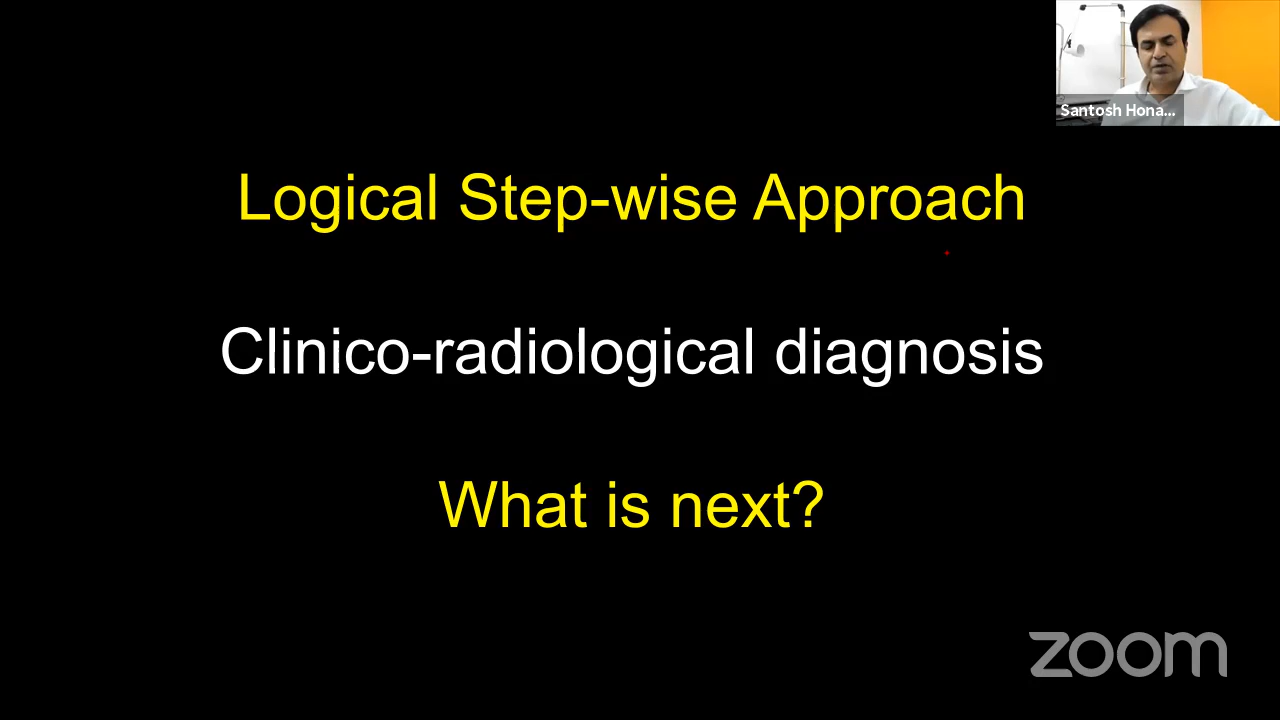 Santosh Hona...
Logical Step-wise Approach
Clinico-radiological diagnosis
What is next?
zoom